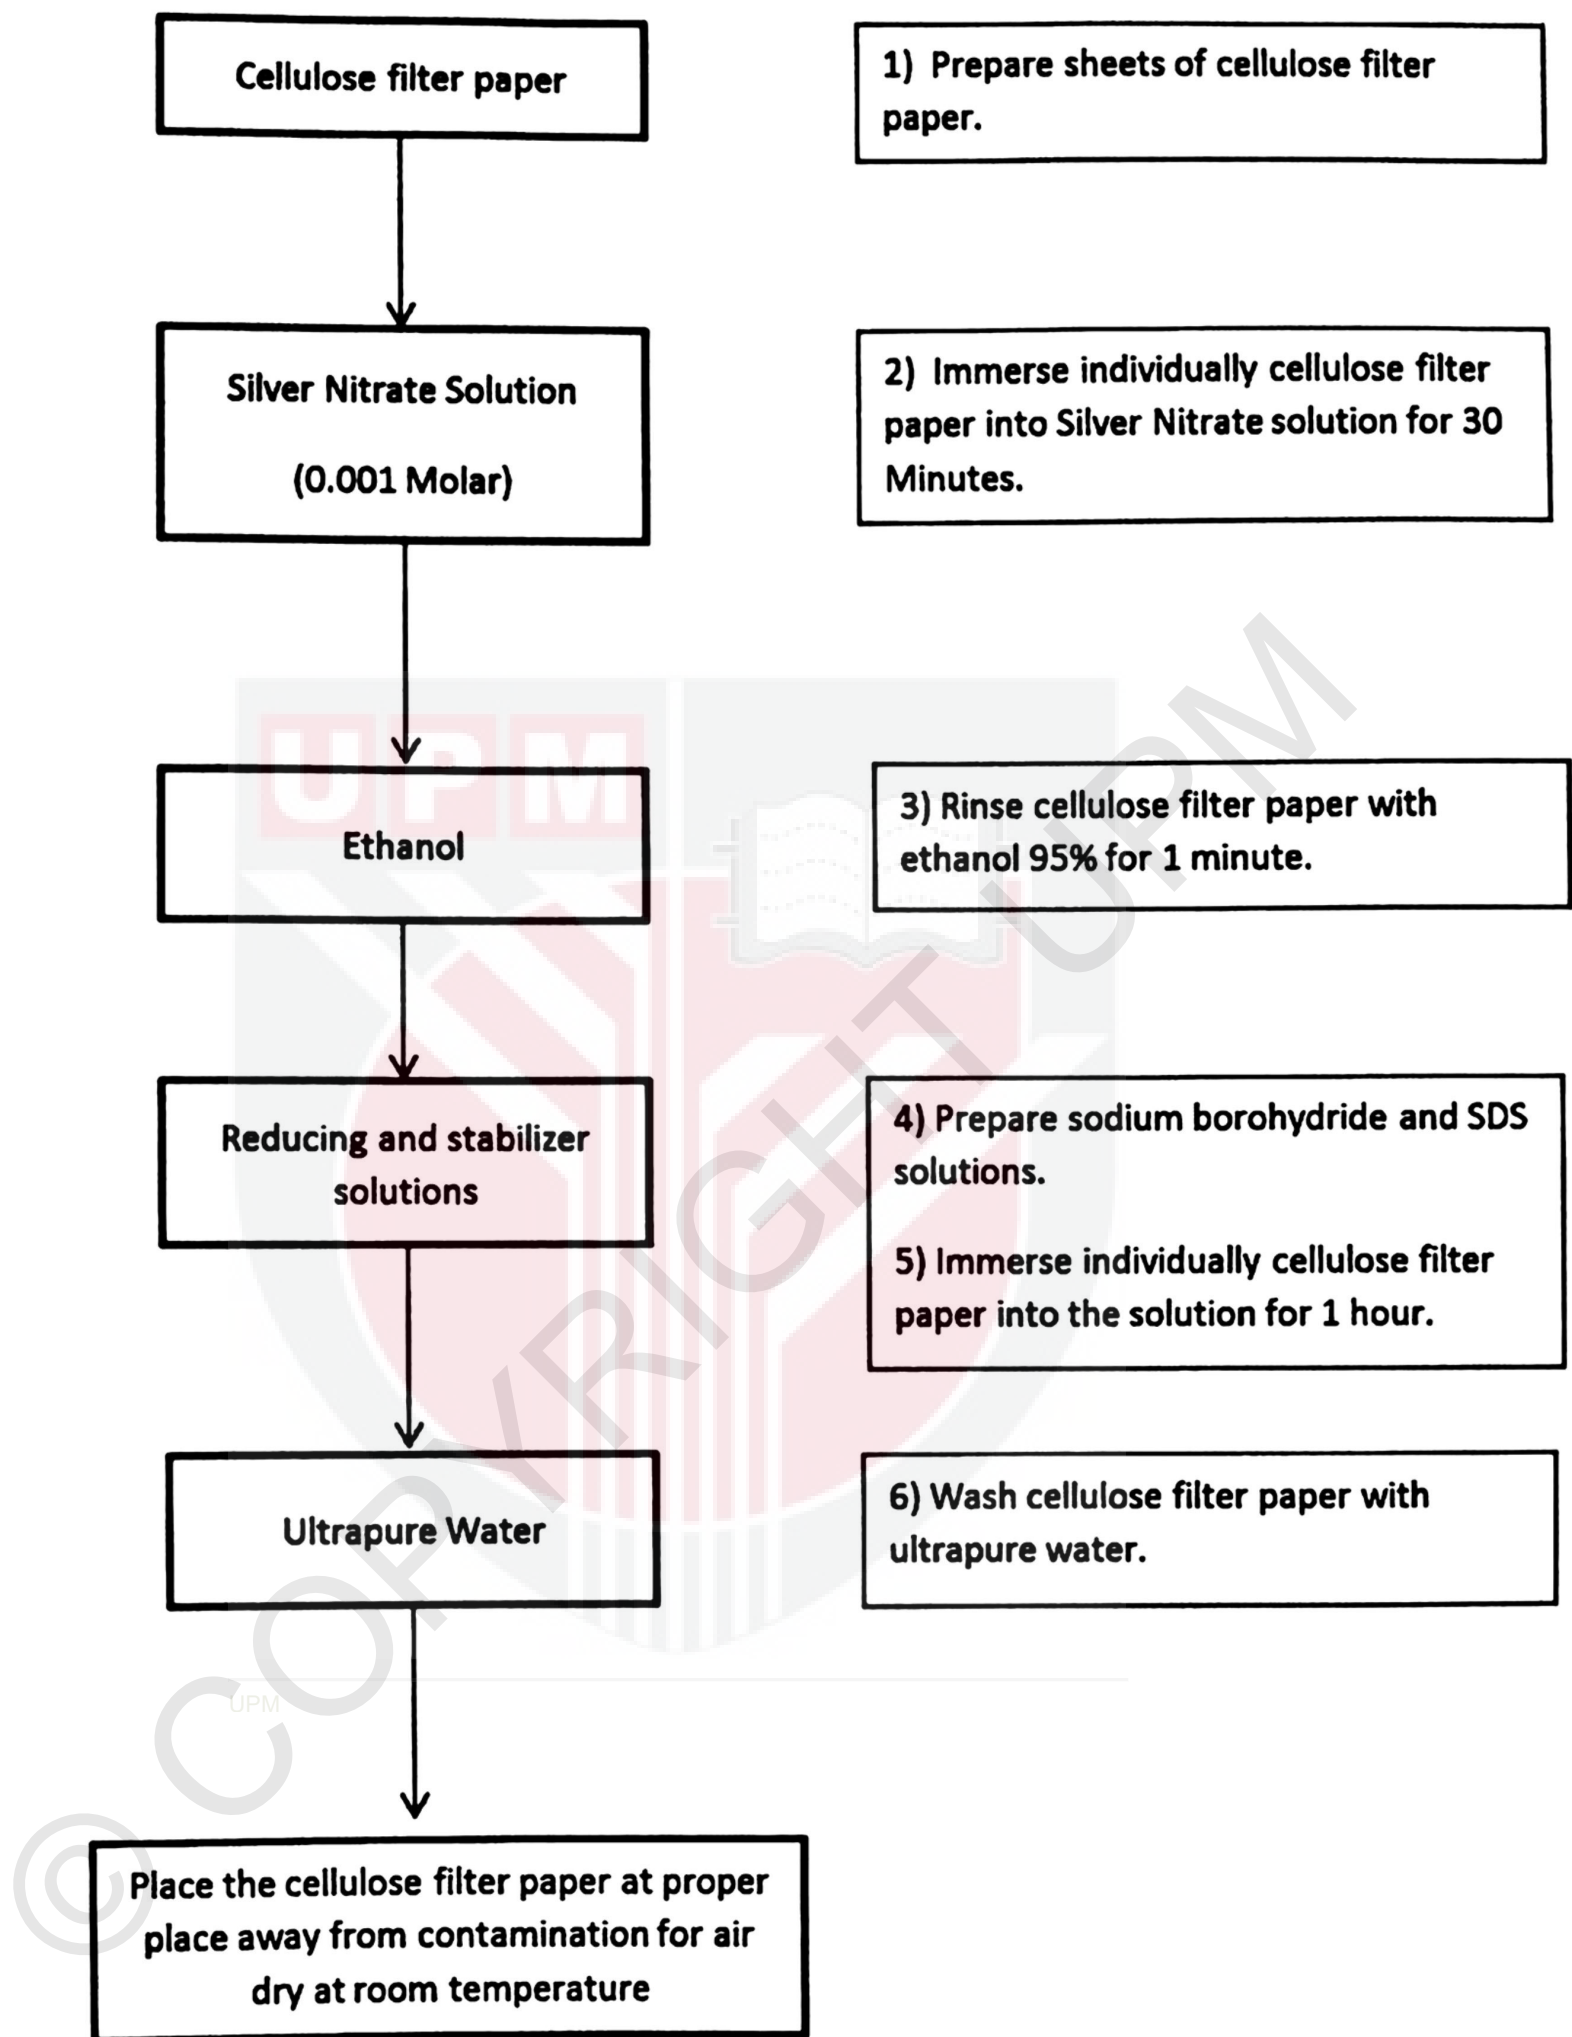 Cellulose filter paper
1) Prepare sheets of cellulose filter
paper.
Silver Nitrate Solution
(0.001 Molar)
2) Immerse individually cellulose filter
paper into Silver Nitrate solution for 30
Minutes.
UPM
Ethanol
3) Rinse cellulose filter paper with
ethanol 95% for 1 minute.
Reducing and stabilizer
solutions
4) Prepare sodium borohydride and SDS
solutions.
5) Immerse individually cellulose filter
paper into the solution for 1 hour.
Ultrapure Water
6) Wash cellulose filter paper with
ultrapure water.
UPM
Place the cellulose filter paper at proper
place away from contamination for air
dry at room temperature
© COPYRIGHT UPM